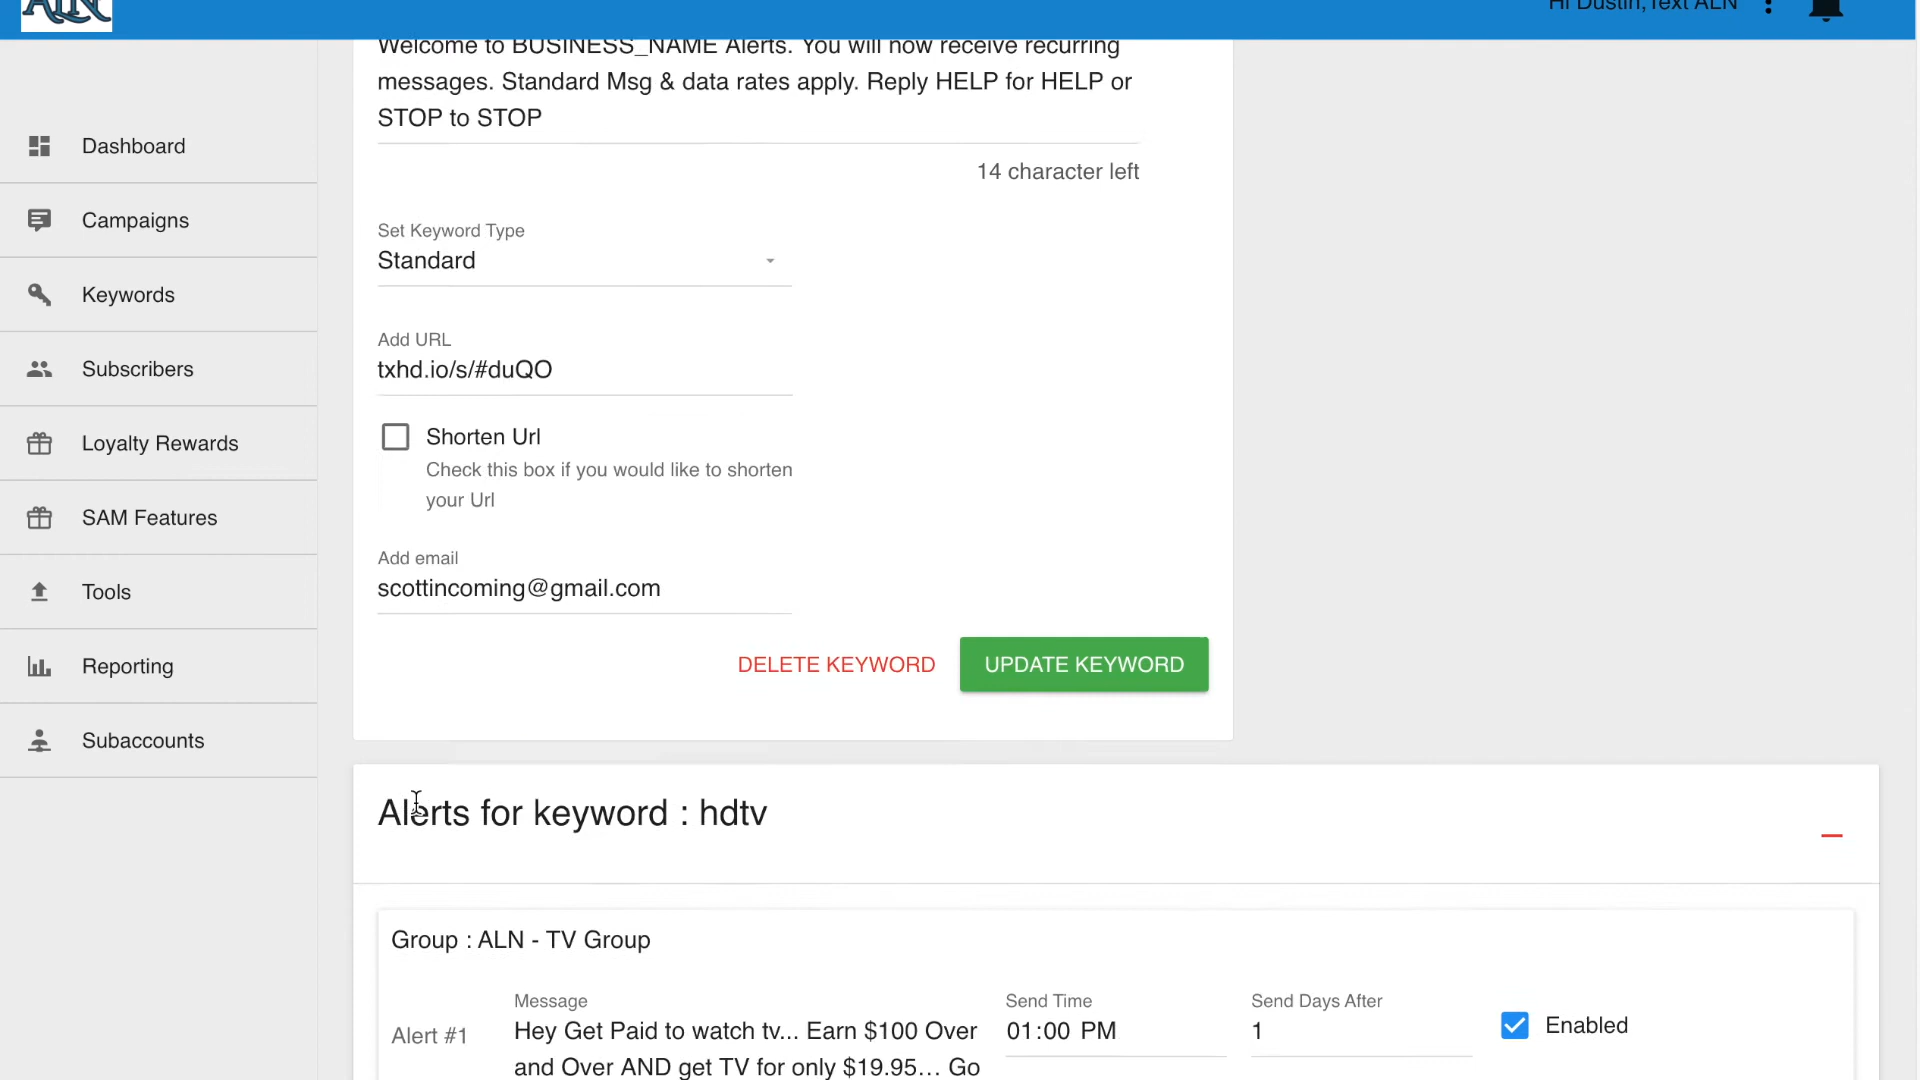 ALN
Hi Dustin, Text ALN
Dashboard
Campaigns
Keywords
Subscribers
Loyalty Rewards
SAM Features
Tools
Reporting
Subaccounts
Welcome to BUSINESS_NAME Alerts. You will now receive recurring
messages. Standard Msg & data rates apply. Reply HELP for HELP or
STOP to STOP
14 character left
Set Keyword Type
Standard
Add URL
txhd.io/s/#duQO
Shorten Url
Check this box if you would like to shorten
your Url
Add email
scottincoming@gmail.com
DELETE KEYWORD
UPDATE KEYWORD
Alerts for keyword : hdtv
Group : ALN - TV Group
Alert #1
Message
Hey Get Paid to watch tv... Earn $100 Over
and Over AND get TV for only $19.95... Go
Send Time
01:00 PM
Send Days After
1
Enabled